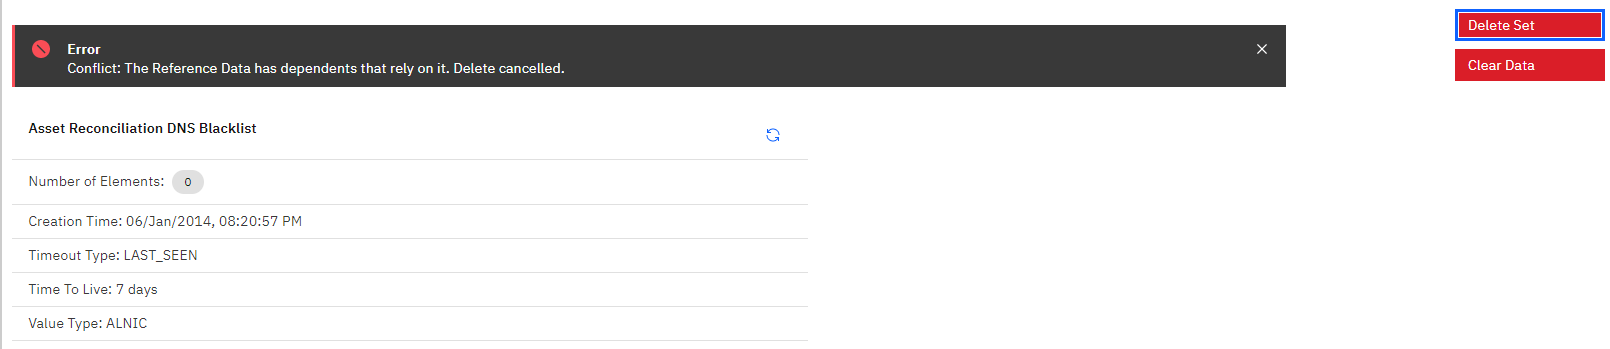 Delete Set
Error
Conflict: The Reference Data has dependents that rely on it. Delete cancelled.
Clear Data
Asset Reconciliation DNS Blacklist
Number of Elements: 0
Creation Time: 06/Jan/2014, 08:20:57 PM
Timeout Type: LAST_SEEN
Time To Live: 7 days
Value Type: ALNIC